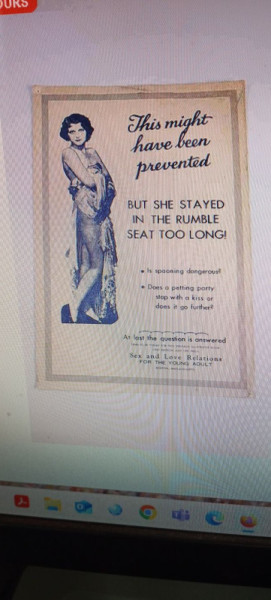 OURS
This might
have been
prevented
BUT SHE STAYED
IN THE RUMBLE
SEAT TOO LONG!
• Is spooning dangerous?
• Does a petting party
stop with a kiss or
does it go further?
At last the question is answered
Sex and Love Relations
FOR THE YOUNG ADULT